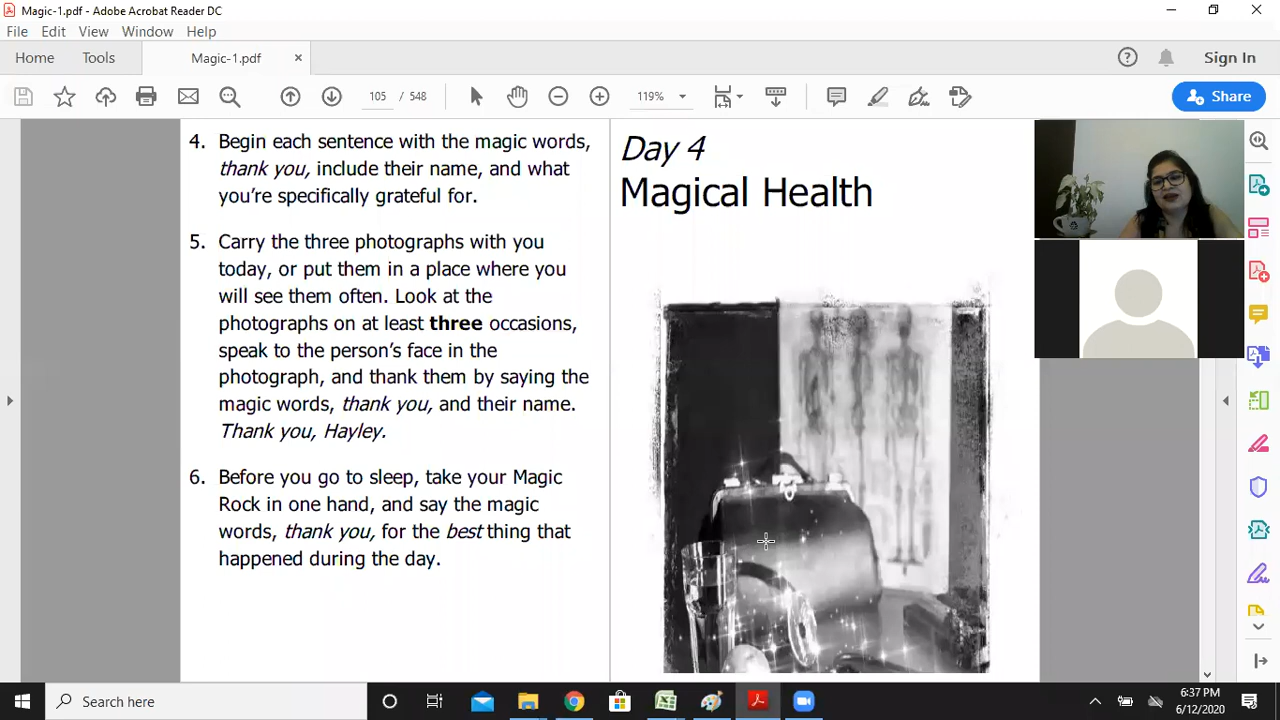 Magic-1.pdf - Adobe Acrobat Reader DC
File Edit View Window Help
Home Tools Magic-1.pdf × Sign In
105 / 548 119% Share
4. Begin each sentence with the magic words,
thank you, include their name, and what
you’re specifically grateful for.
5. Carry the three photographs with you
today, or put them in a place where you
will see them often. Look at the
photographs on at least three occasions,
speak to the person’s face in the
photograph, and thank them by saying the
magic words, thank you, and their name.
Thank you, Hayley.
6. Before you go to sleep, take your Magic
Rock in one hand, and say the magic
words, thank you, for the best thing that
happened during the day.
Day 4
Magical Health
Search here
6:37 PM
6/12/2020